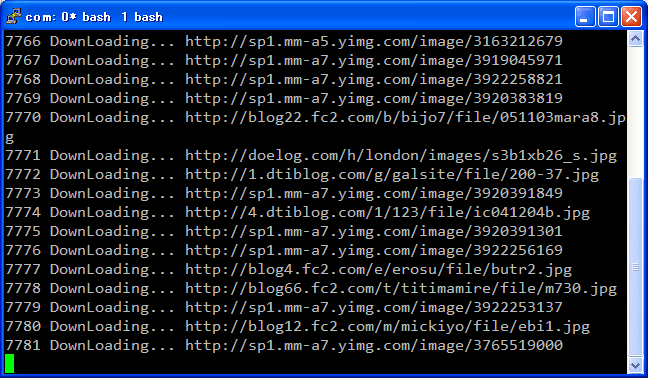 com: 0* bash 1 bash
7766 DownLoading... http://sp1.mm-a5.yimg.com/image/3163212679
7767 DownLoading... http://sp1.mm-a7.yimg.com/image/3919045971
7768 DownLoading... http://sp1.mm-a7.yimg.com/image/3922258821
7769 DownLoading... http://sp1.mm-a7.yimg.com/image/3920383819
7770 DownLoading... http://blog22.fc2.com/b/bijo7/file/051103mara8.jp
g
7771 DownLoading... http://doelog.com/h/london/images/s3b1xb26_s.jpg
7772 DownLoading... http://1.dtiblog.com/g/galsite/file/200-37.jpg
7773 DownLoading... http://sp1.mm-a7.yimg.com/image/3920391849
7774 DownLoading... http://4.dtiblog.com/1/123/file/ic041204b.jpg
7775 DownLoading... http://sp1.mm-a7.yimg.com/image/3920391301
7776 DownLoading... http://sp1.mm-a7.yimg.com/image/3922256169
7777 DownLoading... http://blog4.fc2.com/e/erosu/file/butr2.jpg
7778 DownLoading... http://blog66.fc2.com/t/titimamire/file/m730.jpg
7779 DownLoading... http://sp1.mm-a7.yimg.com/image/3922253137
7780 DownLoading... http://blog12.fc2.com/m/mickiyo/file/ebi1.jpg
7781 DownLoading... http://sp1.mm-a7.yimg.com/image/3765519000